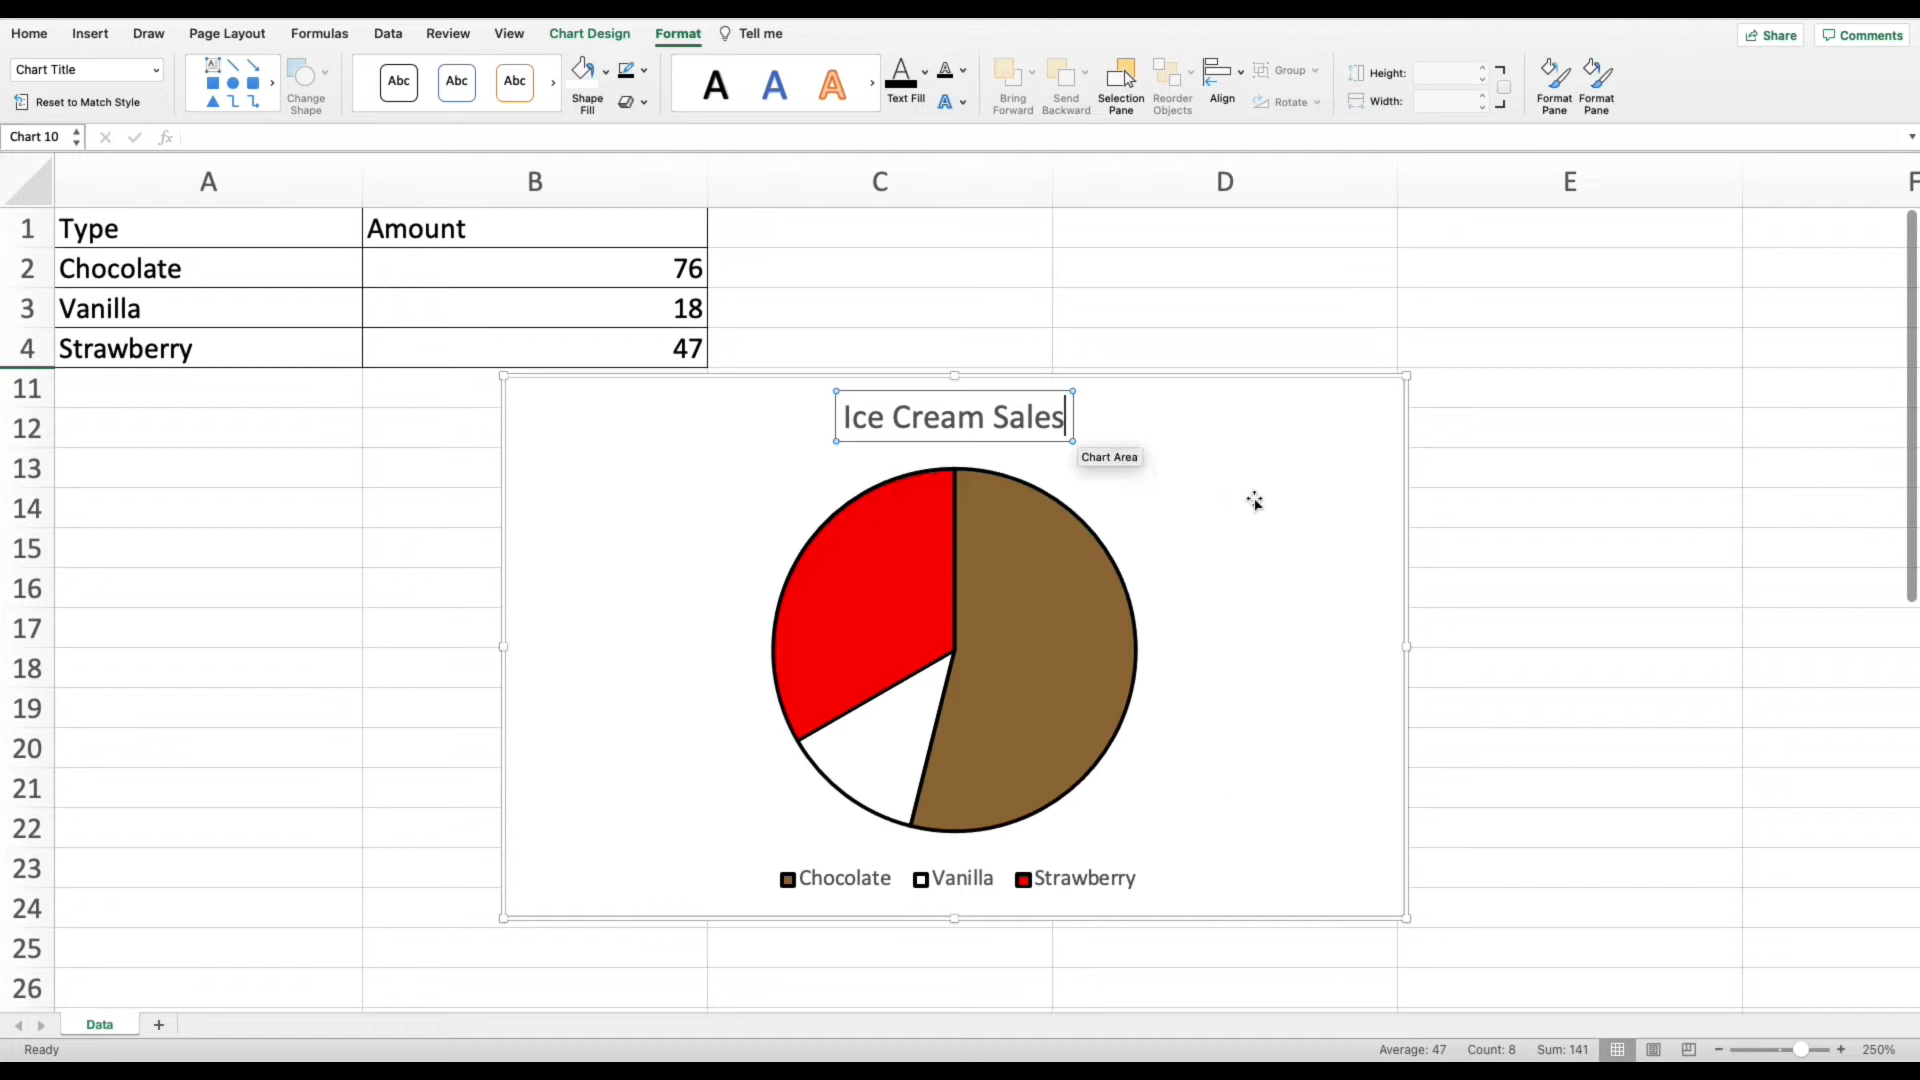 Home Insert Draw Page Layout Formulas Data Review View Chart Design Format Tell me Share Comments
Chart Title
Reset to Match Style
Change Shape
Abc Abc Abc
Shape Fill
A A A
A
Text Fill
A
A
Bring Forward
Send Backward
Selection Pane
Reorder Objects
Align
Group
Rotate
Height:
Width:
Format Pane
Format Pane
Chart 10 fx
A B C D E F
1 Type Amount
2 Chocolate 76
3 Vanilla 18
4 Strawberry 47
11
Ice Cream Sales
12
Chart Area
13
14
15
16
17
18
19
20
21
22
Chocolate Vanilla Strawberry
23
24
25
26
Data +
Ready Average: 47 Count: 8 Sum: 141 − + 250%